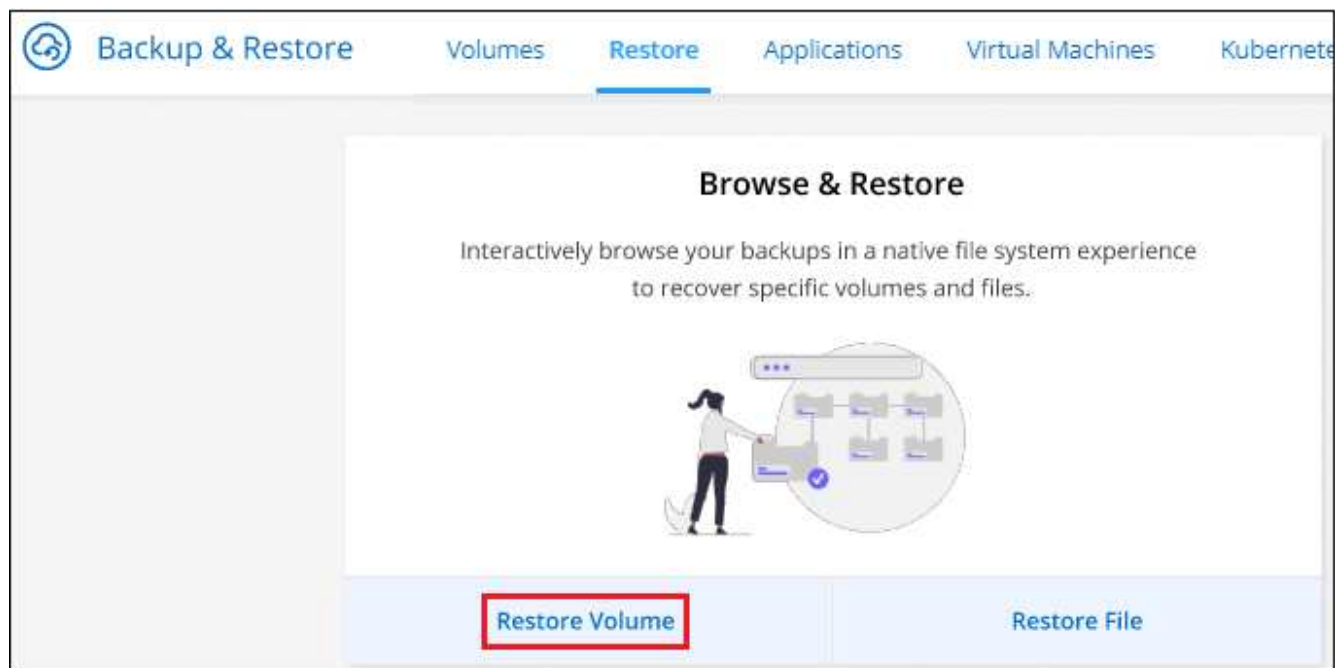 Backup & Restore Volumes Restore Applications Virtual Machines Kubernete
Browse & Restore
Interactively browse your backups in a native file system experience
to recover specific volumes and files.
Restore Volume Restore File